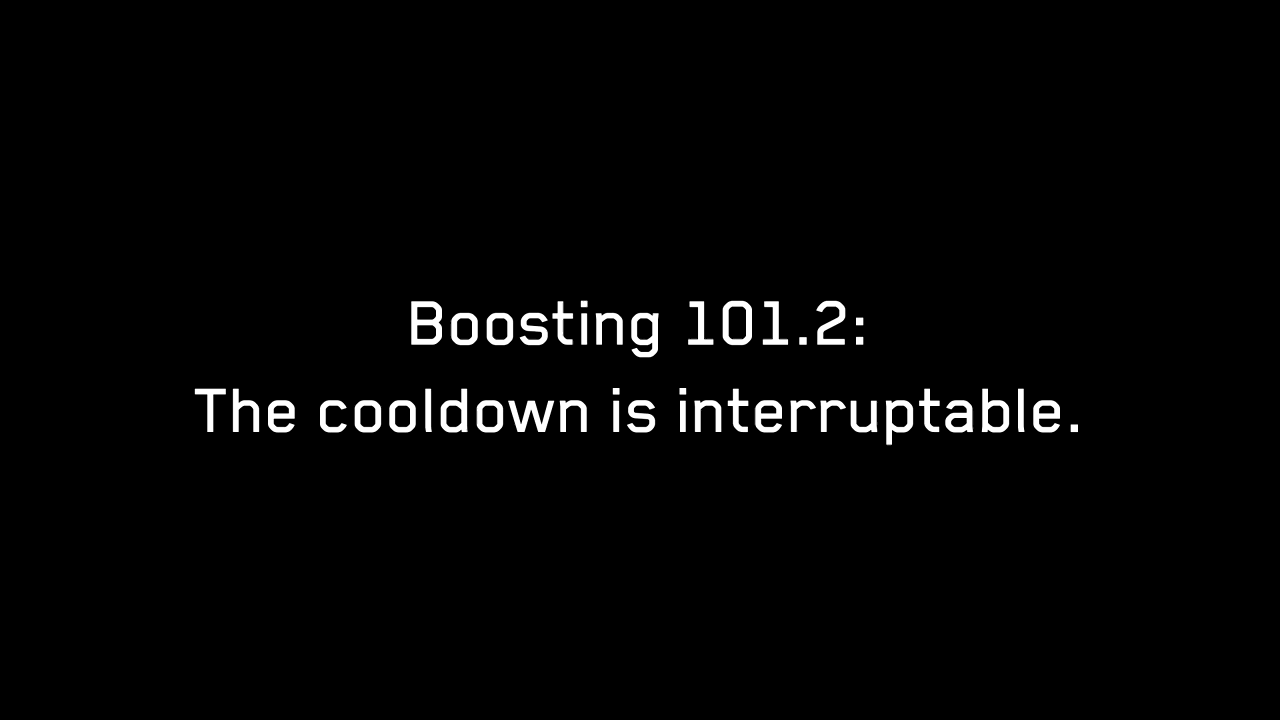 Boosting 101.2:
The cooldown is interruptable.